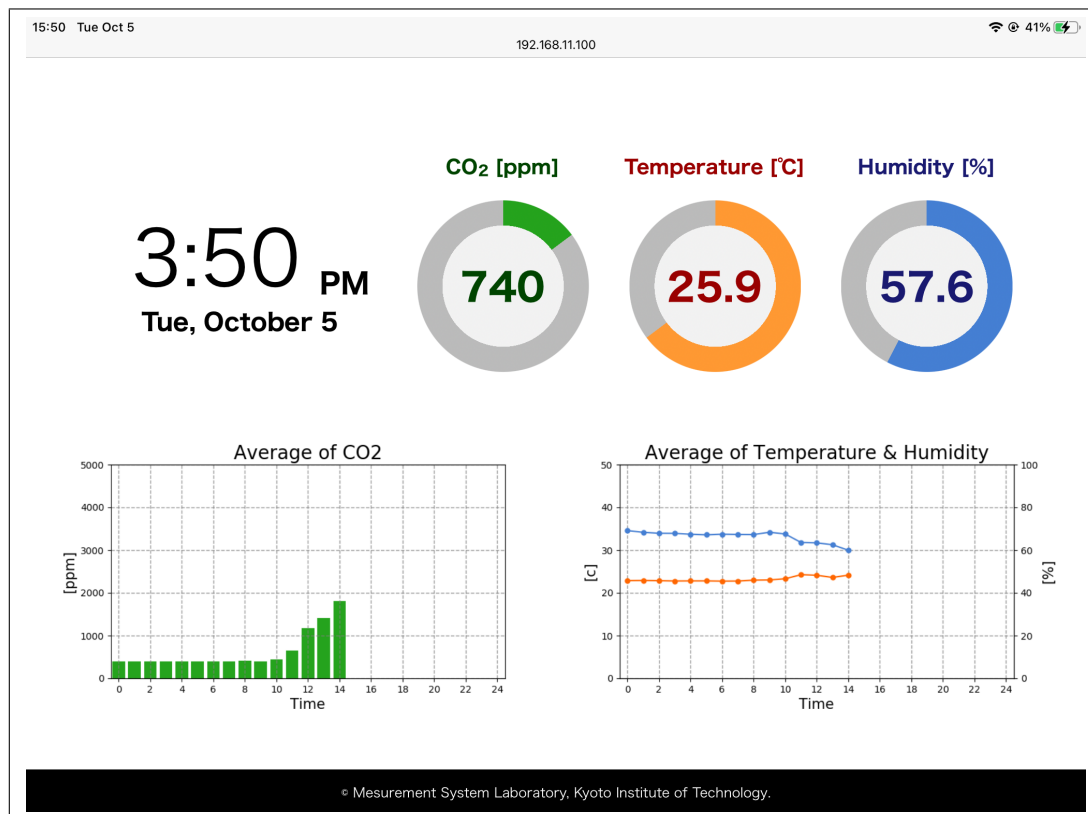 15:50 Tue Oct 5
41%
192.168.11.100
CO2 [ppm]
Temperature [℃]
Humidity [%]
3:50 PM
Tue, October 5
740
25.9
57.6
Average of CO2
5000
4000
3000
2000
1000
0
[ppm]
0 2 4 6 8 10 12 14 16 18 20 22 24
Time
Average of Temperature & Humidity
50
40
30
20
10
0
[c]
100
80
60
40
20
0
[%]
0 2 4 6 8 10 12 14 16 18 20 22 24
Time
© Mesurement System Laboratory, Kyoto Institute of Technology.